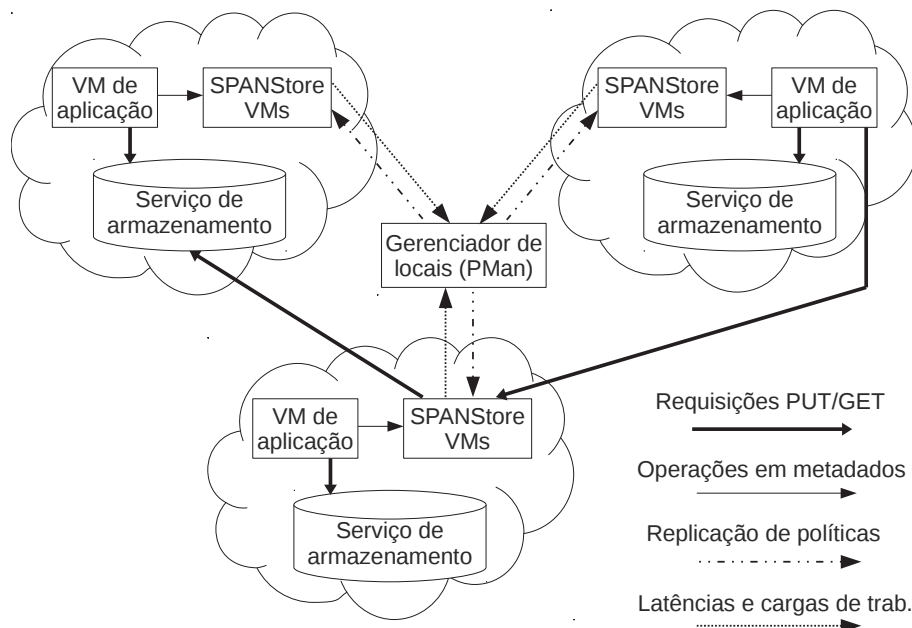 VM de
aplicação
SPANStore
VMs
Serviço de
armazenamento
SPANStore
VMs
VM de
aplicação
Serviço de
armazenamento
Gerenciador de
locais (PMan)
VM de
aplicação
SPANStore
VMs
Serviço de
armazenamento
Requisições PUT/GET
Operações em metadados
Replicação de políticas
Latências e cargas de trab.